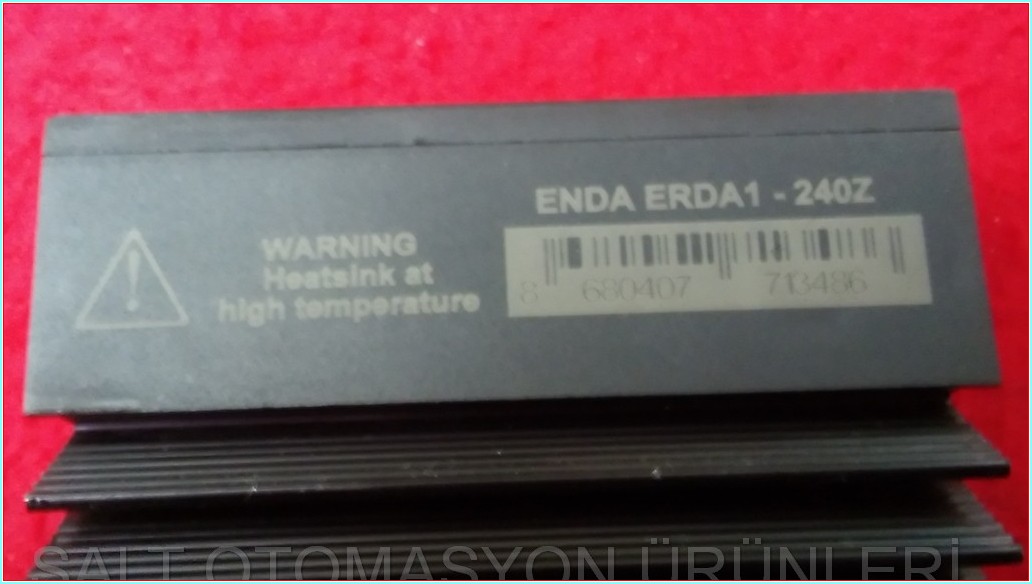 ENDA ERDA1 - 240Z
WARNING
Heatsink at
high temperature
8 680407 713486
SALT OTOMASYON ÜRÜNLERİ